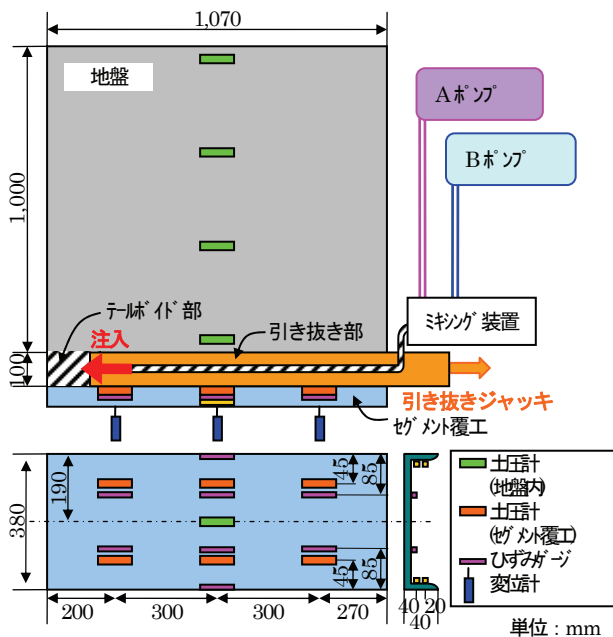 1,070
地盤
Aポンプ
Bポンプ
1,000
テールボイド部
注入
引き抜き部
ミキシング装置
100
引き抜きジャッキ
セグメント覆工
380
190
45
85
45
85
200
300
300
270
40 20
40
土圧計
(地盤内)
土圧計
(セグメント覆工)
ひずみゲージ
変位計
単位：mm